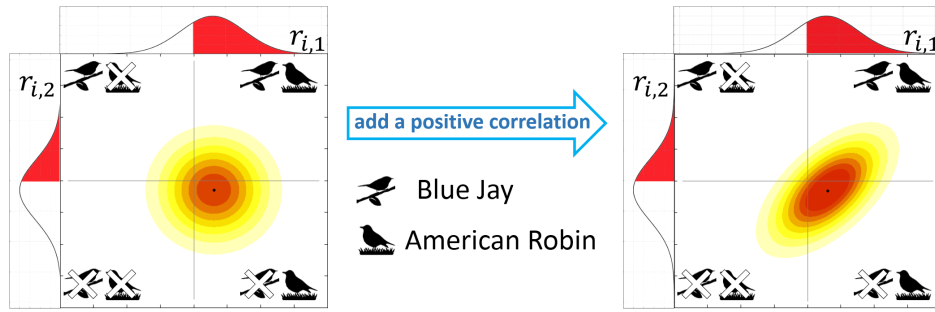 r_{i,1}
r_{i,2}
add a positive correlation
Blue Jay
American Robin
r_{i,1}
r_{i,2}